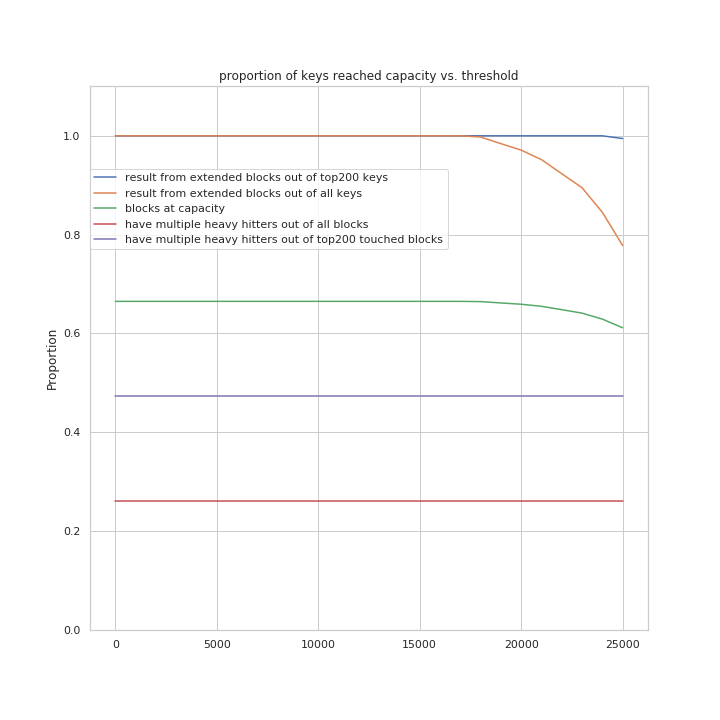 proportion of keys reached capacity vs. threshold
1.0
result from extended blocks out of top200 keys
result from extended blocks out of all keys
blocks at capacity
have multiple heavy hitters out of all blocks
have multiple heavy hitters out of top200 touched blocks
0.8
0.6
Proportion
0.4
0.2
0.0
0 5000 10000 15000 20000 25000